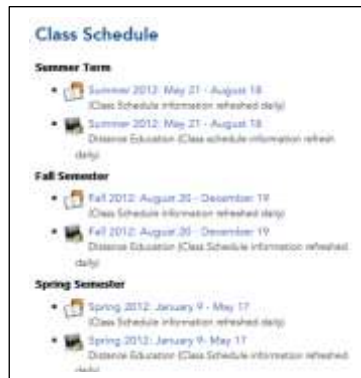 Class Schedule
Summer Term
Summer 2012: May 21 - August 18
(Class Schedule information refreshed daily)
Summer 2012: May 21 - August 18
Distance Education (Class schedule information refresh
daily)
Fall Semester
Fall 2012: August 20 - December 19
(Class Schedule information refreshed daily)
Fall 2012: August 20 - December 19
Distance Education (Class Schedule information refreshed
daily)
Spring Semester
Spring 2012: January 9 - May 17
(Class Schedule information refreshed daily)
Spring 2012: January 9- May 17
Distance Education (Class Schedule information refreshed
daily)